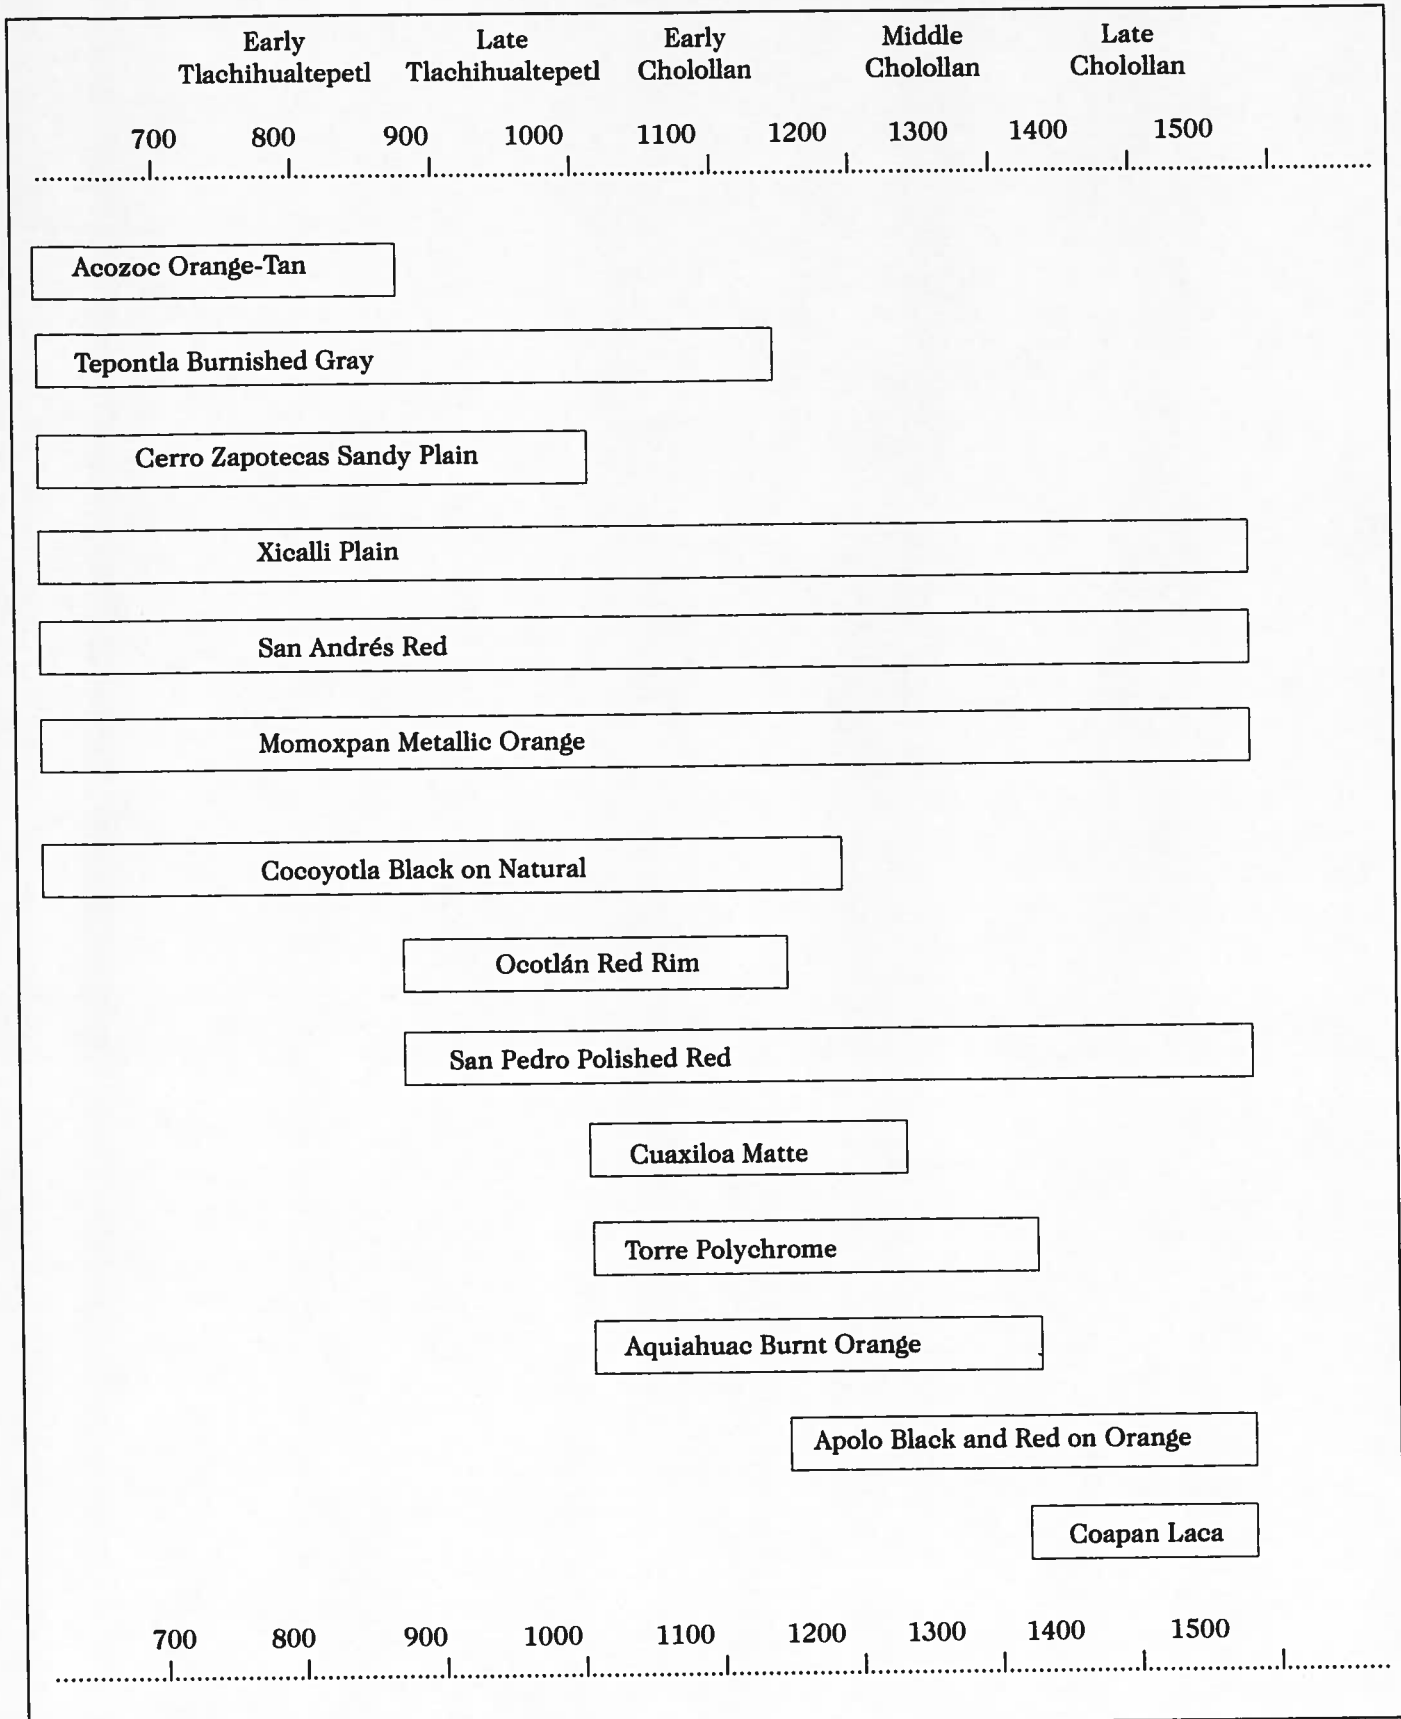 Early Late Early Middle Late
Tlachihualtepetl Tlachihualtepetl Cholollan Cholollan Cholollan
700 800 900 1000 1100 1200 1300 1400 1500
Acozoc Orange-Tan
Tepontla Burnished Gray
Cerro Zapotecas Sandy Plain
Xicalli Plain
San Andrés Red
Momoxpan Metallic Orange
Cocoyotla Black on Natural
Ocotlán Red Rim
San Pedro Polished Red
Cuaxiloa Matte
Torre Polychrome
Aquiahuac Burnt Orange
Apolo Black and Red on Orange
Coapan Laca
700 800 900 1000 1100 1200 1300 1400 1500